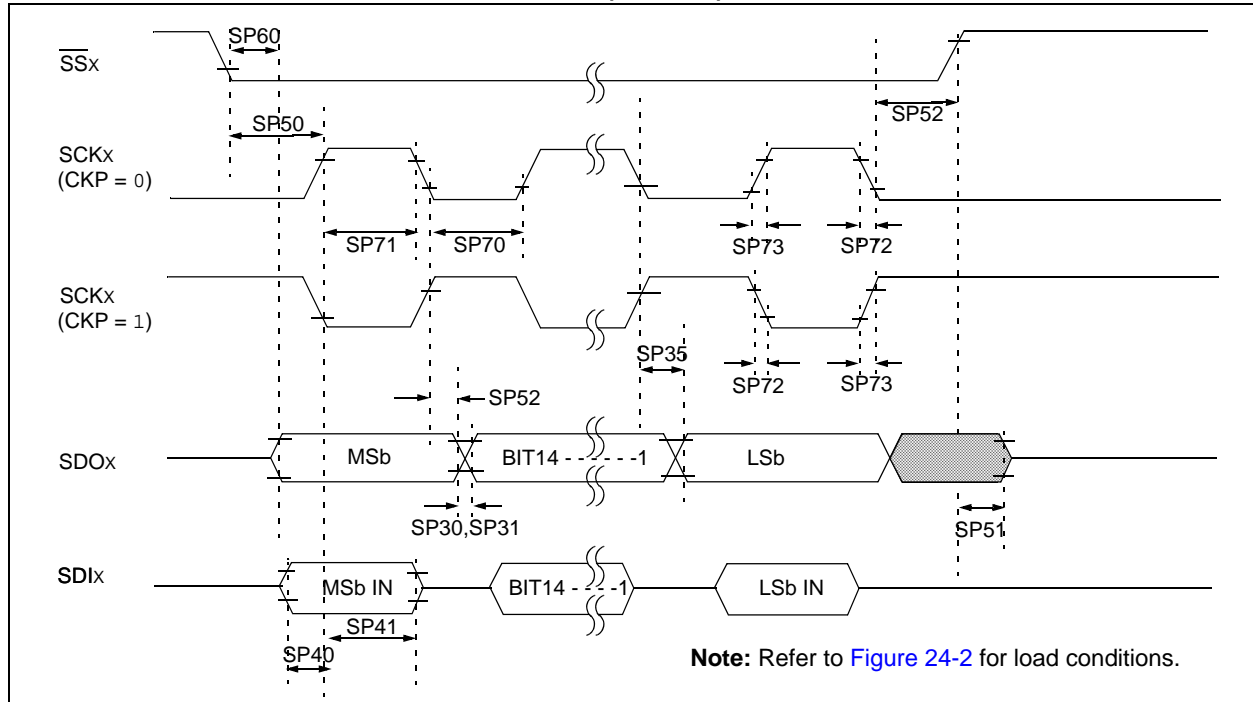 SP60
SSX
SP50
SP52
SCKX
(CKP = 0)
SP71
SP70
SP73
SP72
SCKX
(CKP = 1)
SP35
SP72
SP73
SP52
SDOX
MSb
BIT14 - - - - - -1
LSb
SP30,SP31
SP51
SDIX
MSb IN
BIT14 - - - -1
LSb IN
SP41
SP40
Note: Refer to Figure 24-2 for load conditions.